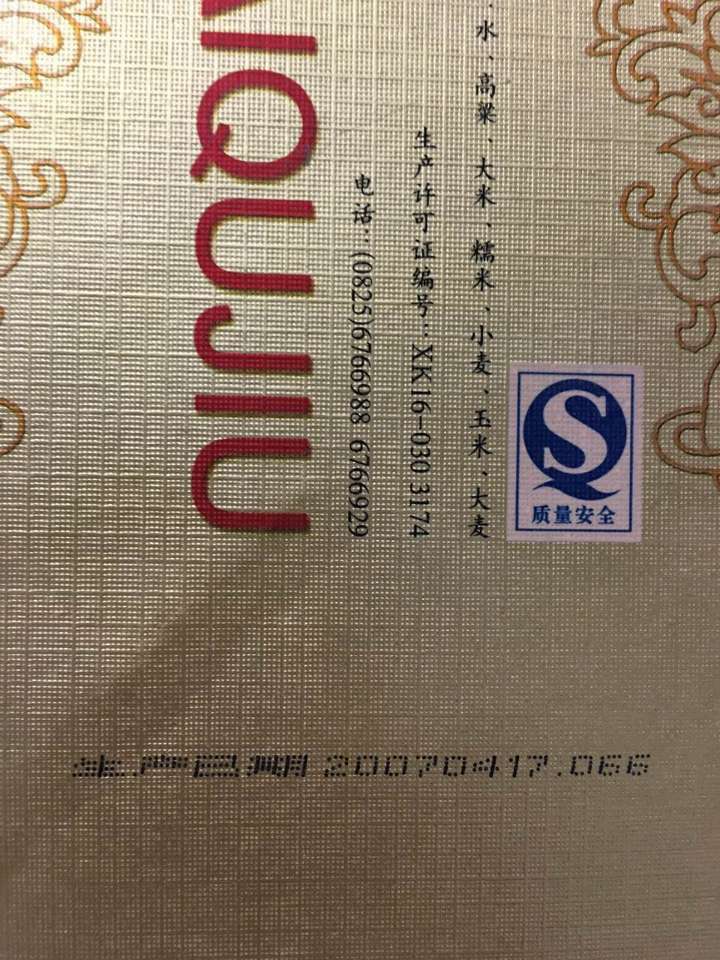 IQUJIU
电话：(0825)6766988 6766929
生产许可证编号：XK16-030 3174
水、高粱、大米、糯米、小麦、玉米、大麦
S
质量安全
生产日期 20070417.066